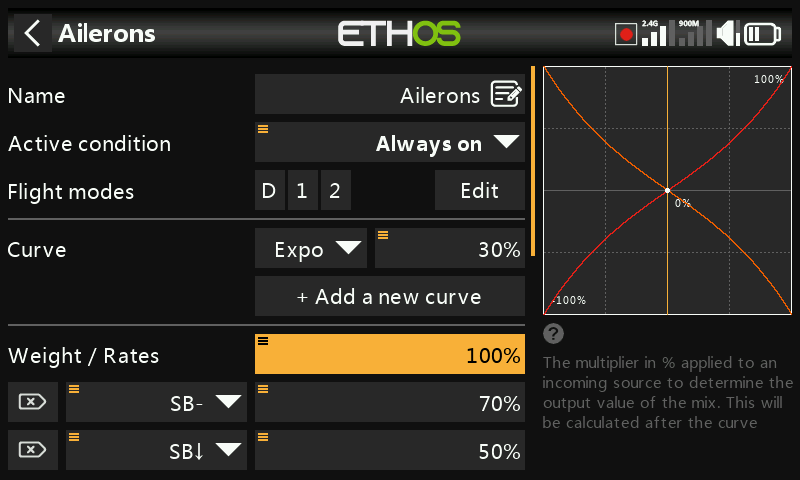 Ailerons
ETHOS
2.4G
900M
Name
Ailerons
Active condition
Always on
Flight modes
D 1 2
Edit
Curve
Expo
30%
+ Add a new curve
Weight / Rates
100%
SB-
70%
SB↓
50%
100%
0%
-100%
?
The multiplier in % applied to an
incoming source to determine the
output value of the mix. This will
be calculated after the curve